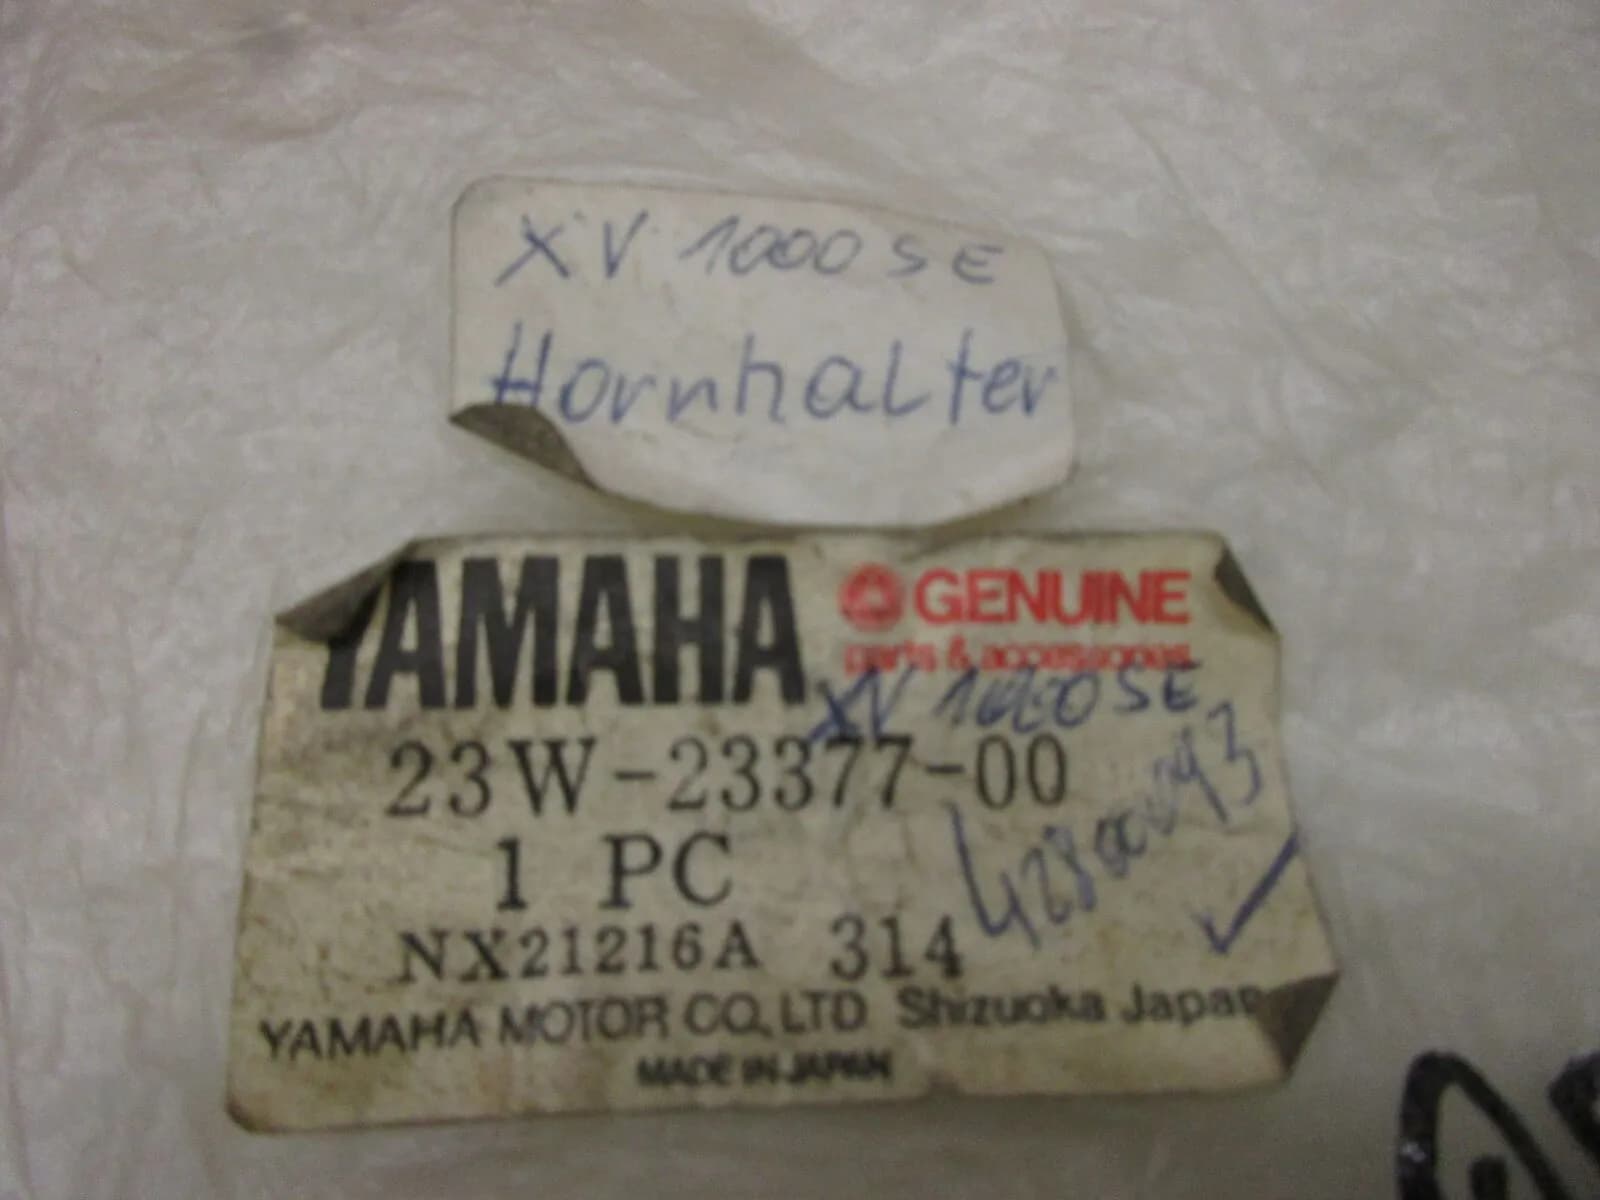 XV 1000 SE
Hornhalter
YAMAHA
GENUINE
parts & accessories
XV 1000 SE
23W-23377-00
1 PC
NX21216A 314
YAMAHA MOTOR CO., LTD. Shizuoka Japan
MADE IN JAPAN